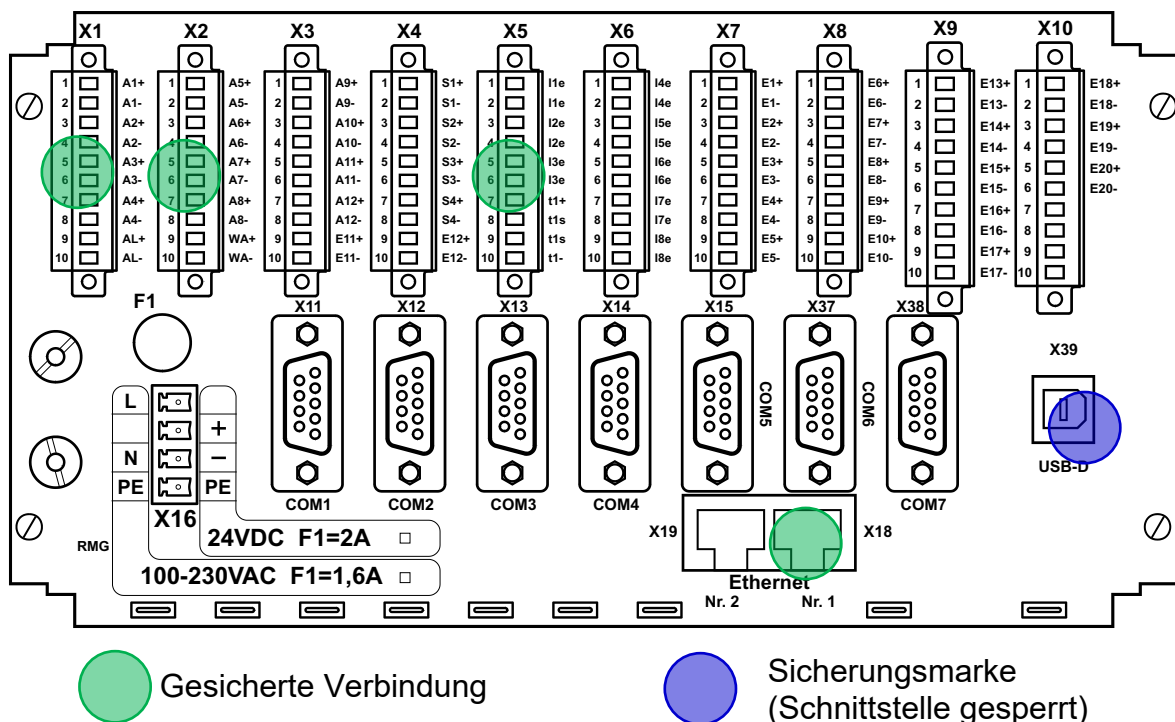 X1 X2 X3 X4 X5 X6 X7 X8 X9 X10
1 A1+ 1 A5+ 1 A9+ 1 S1+ 1 I1e 1 I4e 1 E1+ 1 E6+ 1 E13+ 1 E18+
2 A1- 2 A5- 2 A9- 2 S1- 2 I1e 2 I4e 2 E1- 2 E6- 2 E13- 2 E18-
3 A2+ 3 A6+ 3 A10+ 3 S2+ 3 I2e 3 I5e 3 E2+ 3 E7+ 3 E14+ 3 E19+
4 A2- 4 A6- 4 A10- 4 S2- 4 I2e 4 I5e 4 E2- 4 E7- 4 E14- 4 E19-
5 A3+ 5 A7+ 5 A11+ 5 S3+ 5 I3e 5 I6e 5 E3+ 5 E8+ 5 E15+ 5 E20+
6 A3- 6 A7- 6 A11- 6 S3- 6 I3e 6 I6e 6 E3- 6 E8- 6 E15- 6 E20-
7 A4+ 7 A8+ 7 A12+ 7 S4+ 7 t1+ 7 I7e 7 E4+ 7 E9+ 7 E16+ 7
8 A4- 8 A8- 8 A12- 8 S4- 8 t1s 8 I7e 8 E4- 8 E9- 8 E16- 8
9 AL+ 9 WA+ 9 E11+ 9 E12+ 9 t1s 9 I8e 9 E5+ 9 E10+ 9 E17+ 9
10 AL- 10 WA- 10 E11- 10 E12- 10 t1- 10 I8e 10 E5- 10 E10- 10 E17- 10
F1 X11 X12 X13 X14 X15 X37 X38
X39
COM5 COM6
USB-D
L
+
N −
PE PE
COM1 COM2 COM3 COM4 COM7
X16
X19 X18
24VDC F1=2A
RMG
100-230VAC F1=1,6A
Ethernet
Nr. 2 Nr. 1
Gesicherte Verbindung
Sicherungsmarke
(Schnittstelle gesperrt)